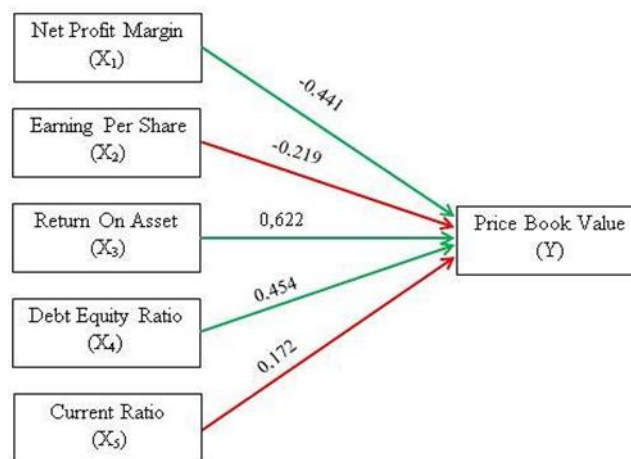 Net Profit Margin
(X₁)
-0.441
Earning Per Share
(X₂)
-0.219
Return On Asset
(X₃)
0,622
Price Book Value
(Y)
Debt Equity Ratio
(X₄)
0.454
Current Ratio
(X₅)
0.172